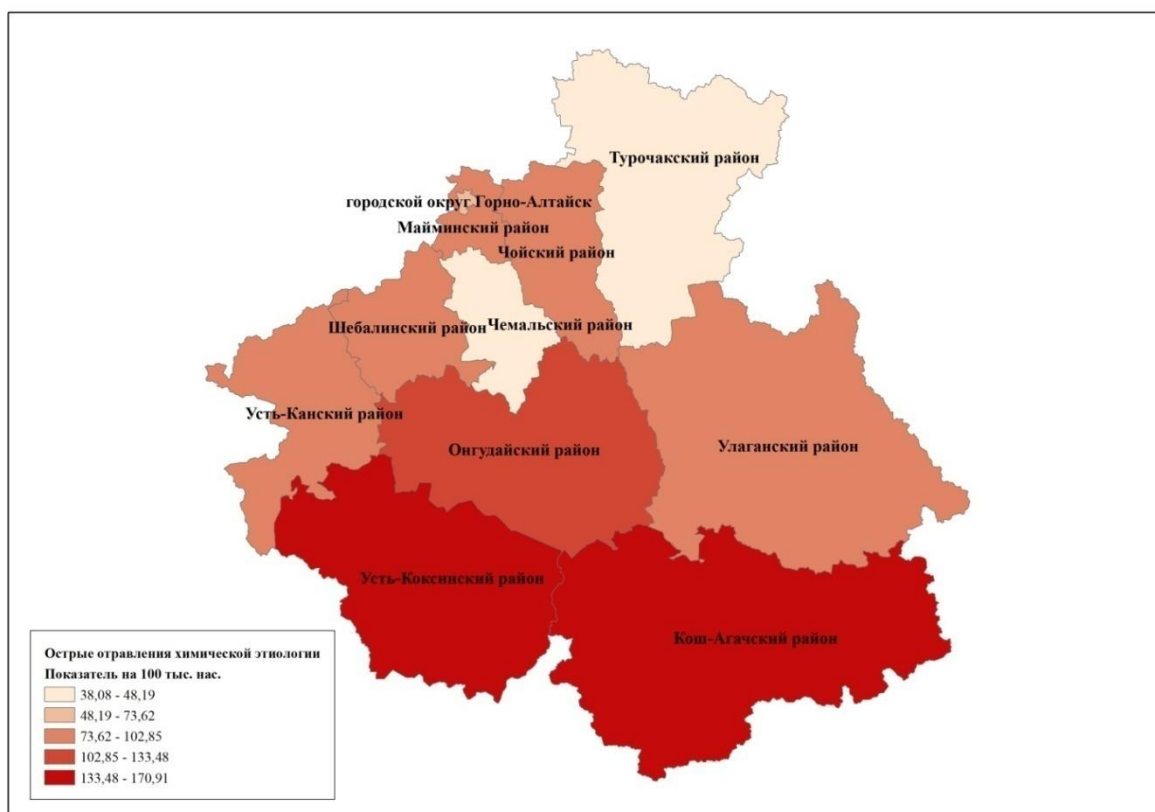 Турочакский район
городской округ Горно-Алтайск
Майминский район
Чойский район
Шебалинский район
Чемальский район
Усть-Канский район
Онгудайский район
Улаганский район
Усть-Коксинский район
Кош-Агачский район
Острые отравления химической этиологии
Показатель на 100 тыс. нас.
38,08 - 48,19
48,19 - 73,62
73,62 - 102,85
102,85 - 133,48
133,48 - 170,91